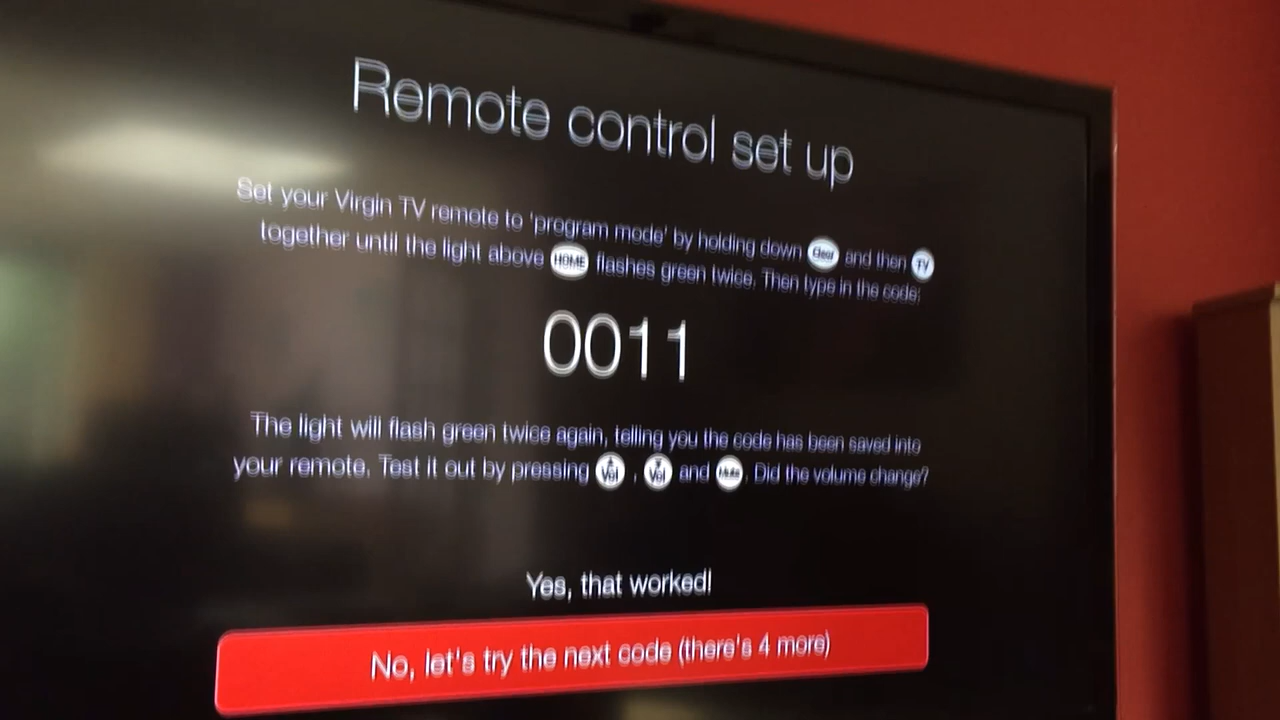 Remote control set up
Set your Virgin TV remote to 'program mode' by holding down Clear and then TV
together until the light above HOME flashes green twice. Then type in the code:
0011
The light will flash green twice again, telling you the code has been saved into
your remote. Test it out by pressing Vol , Vol and Mute. Did the volume change?
Yes, that worked!
No, let's try the next code (there's 4 more)